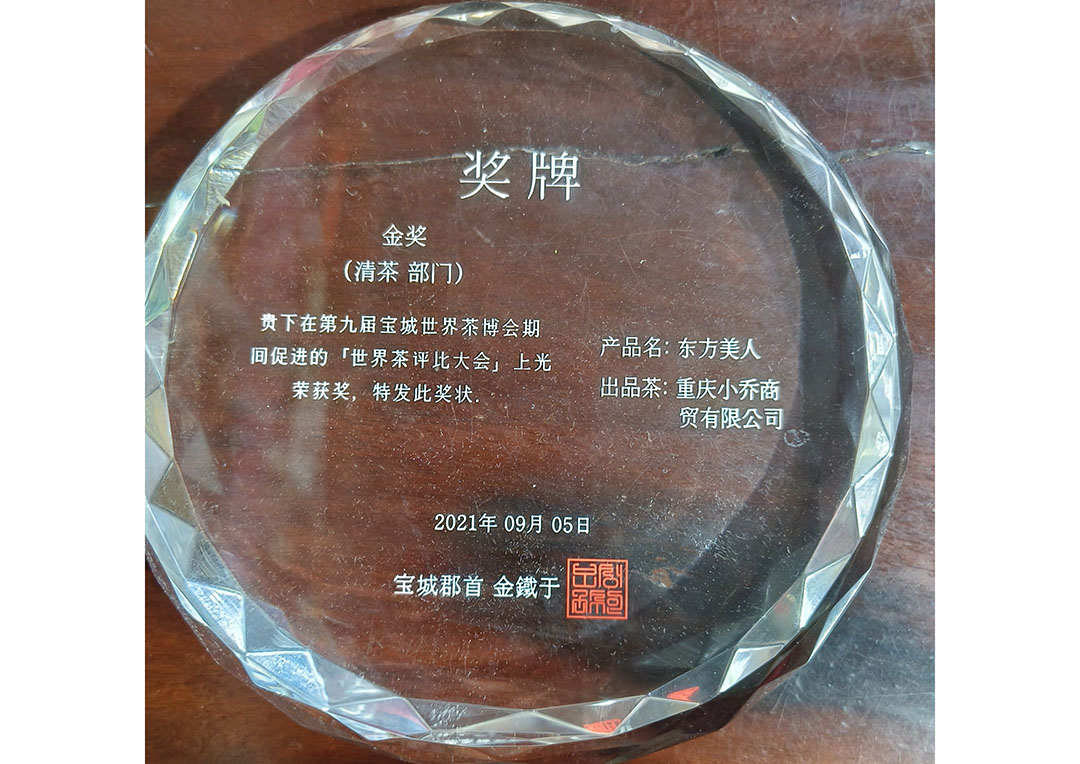 奖牌
金奖
（清茶 部门）
贵下在第九届宝城世界茶博会期
间促进的「世界茶评比大会」上光
荣获奖，特发此奖状.
产品名: 东方美人
出品茶: 重庆小乔商
贸有限公司
2021年 09月 05日
宝城郡首 金鐵于